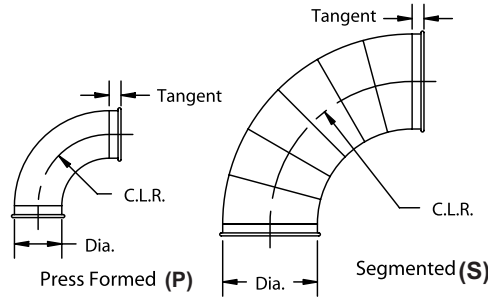 Tangent
Tangent
C.L.R.
C.L.R.
Dia.
Dia.
Press Formed (P)
Segmented (S)